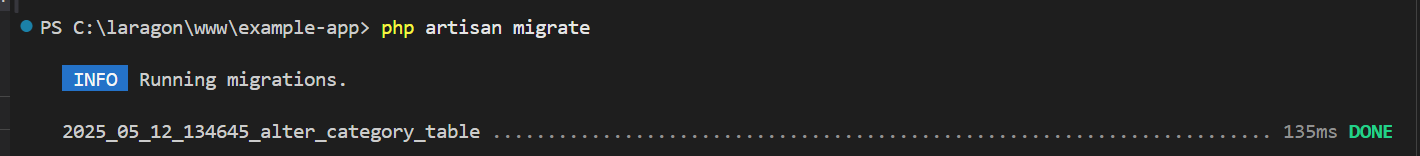 PS C:\laragon\www\example-app> php artisan migrate
INFO Running migrations.
2025_05_12_134645_alter_category_table ....................................................................... 135ms DONE